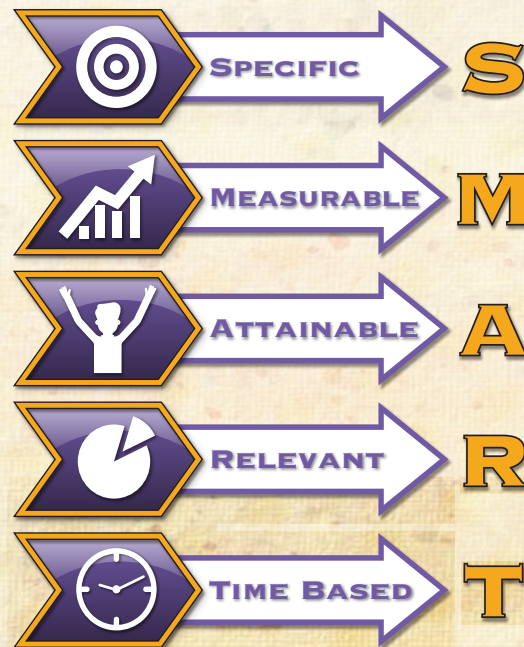 SPECIFIC S
MEASURABLE M
ATTAINABLE A
RELEVANT R
TIME BASED T